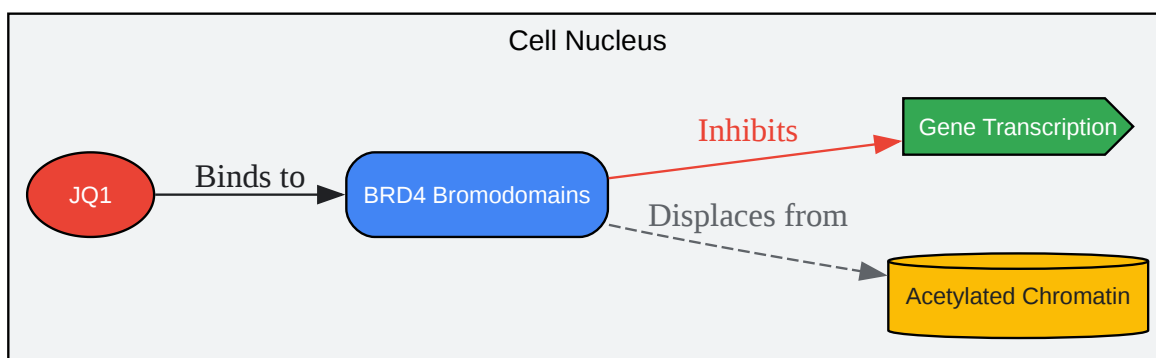 Cell Nucleus
JQ1
Binds to
BRD4 Bromodomains
Inhibits
Gene Transcription
Displaces from
Acetylated Chromatin